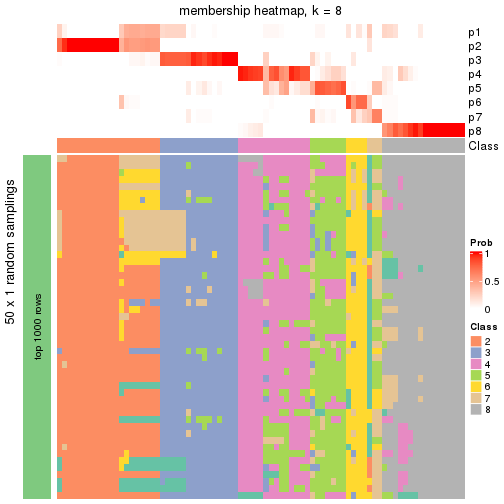 membership heatmap, k = 8
p1
p2
p3
p4
p5
p6
p7
p8
Class
50 x 1 random samplings
top 1000 rows
Prob
1
0.5
0
Class
2
3
4
5
6
7
8